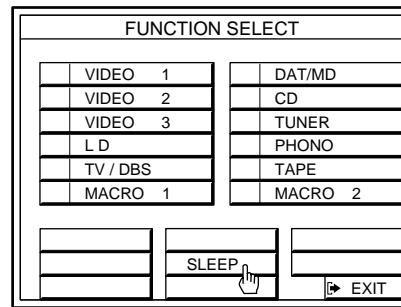 FUNCTION SELECT
VIDEO 1
VIDEO 2
VIDEO 3
L D
TV / DBS
MACRO 1
DAT/MD
CD
TUNER
PHONO
TAPE
MACRO 2
SLEEP
EXIT